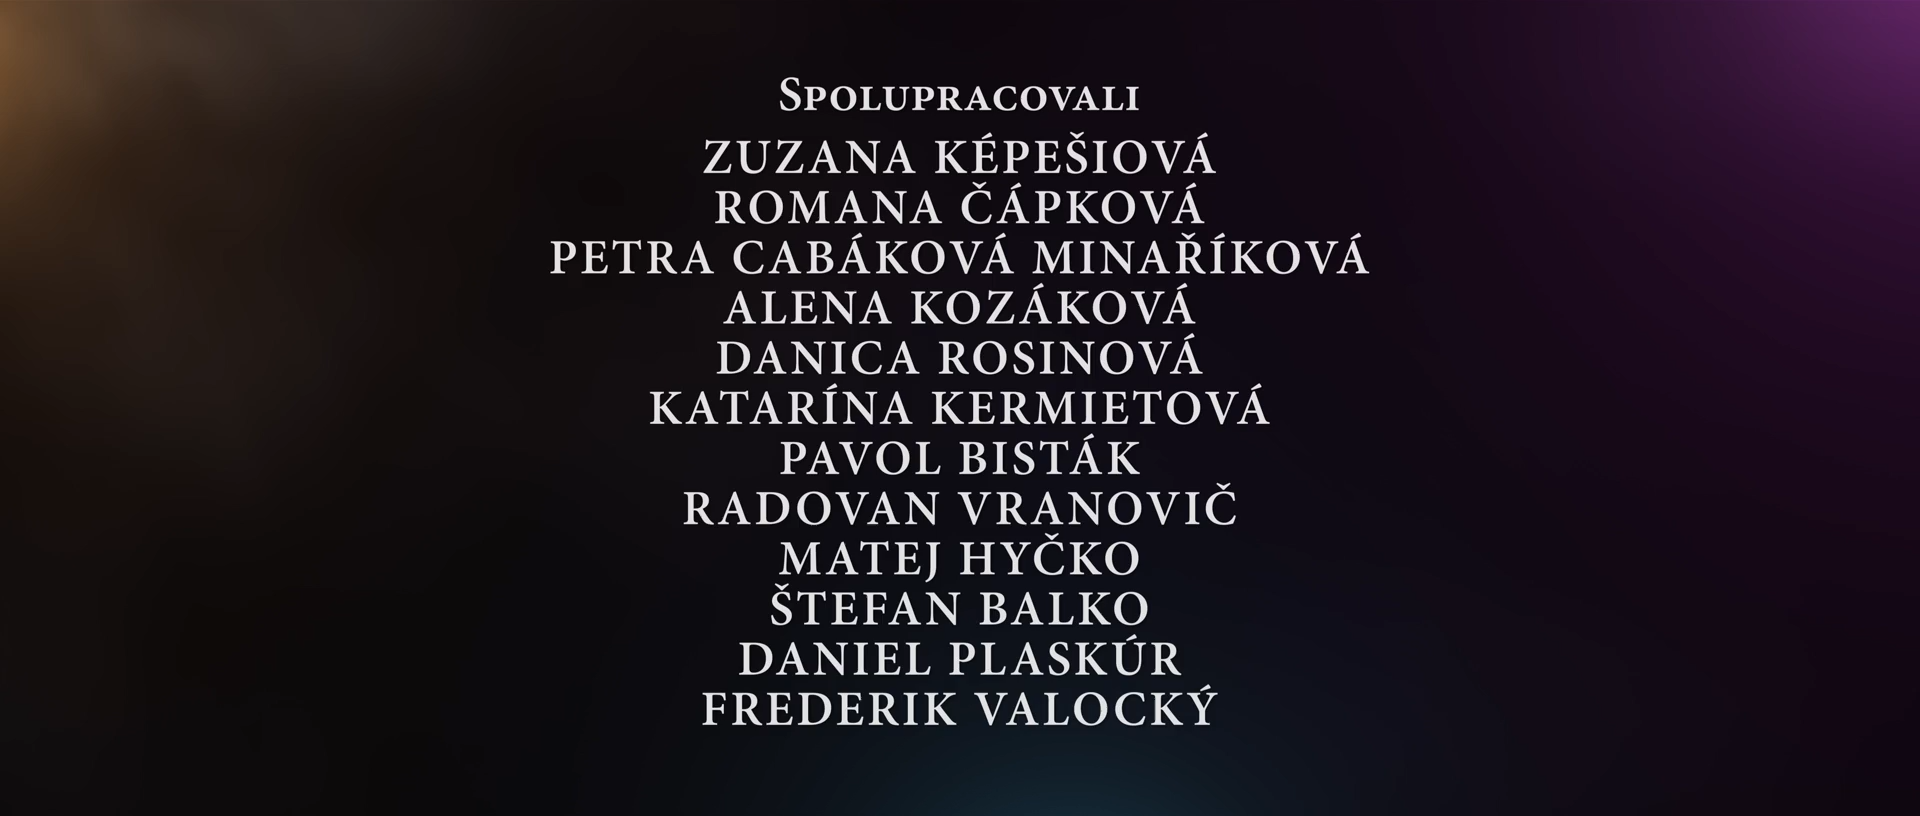 Spolupracovali
ZUZANA KÉPEŠIOVÁ
ROMANA ČÁPKOVÁ
PETRA CABÁKOVÁ MINAŘÍKOVÁ
ALENA KOZÁKOVÁ
DANICA ROSINOVÁ
KATARÍNA KERMIETOVÁ
PAVOL BISTÁK
RADOVAN VRANOVIČ
MATEJ HYČKO
ŠTEFAN BALKO
DANIEL PLASKÚR
FREDERIK VALOCKÝ